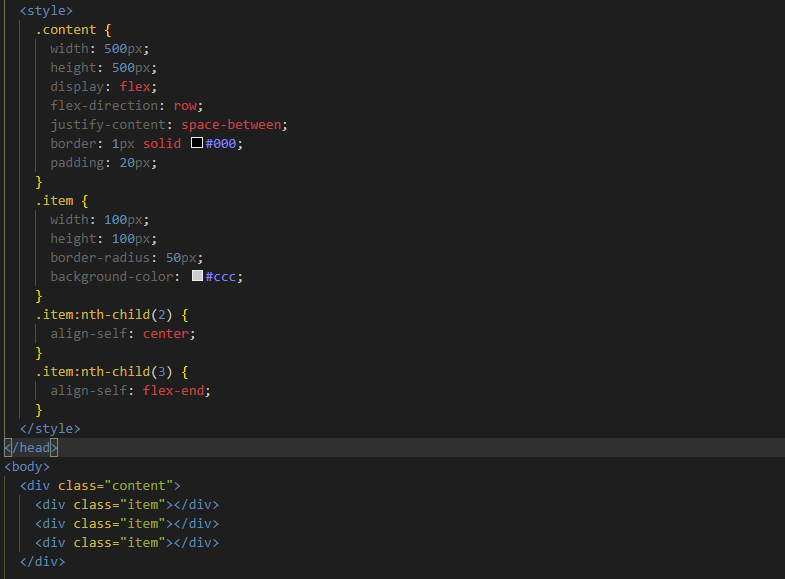 <style>
.content {
width: 500px;
height: 500px;
display: flex;
flex-direction: row;
justify-content: space-between;
border: 1px solid #000;
padding: 20px;
}
.item {
width: 100px;
height: 100px;
border-radius: 50px;
background-color: #ccc;
}
.item:nth-child(2) {
align-self: center;
}
.item:nth-child(3) {
align-self: flex-end;
}
</style>
</head>
<body>
<div class="content">
<div class="item"></div>
<div class="item"></div>
<div class="item"></div>
</div>